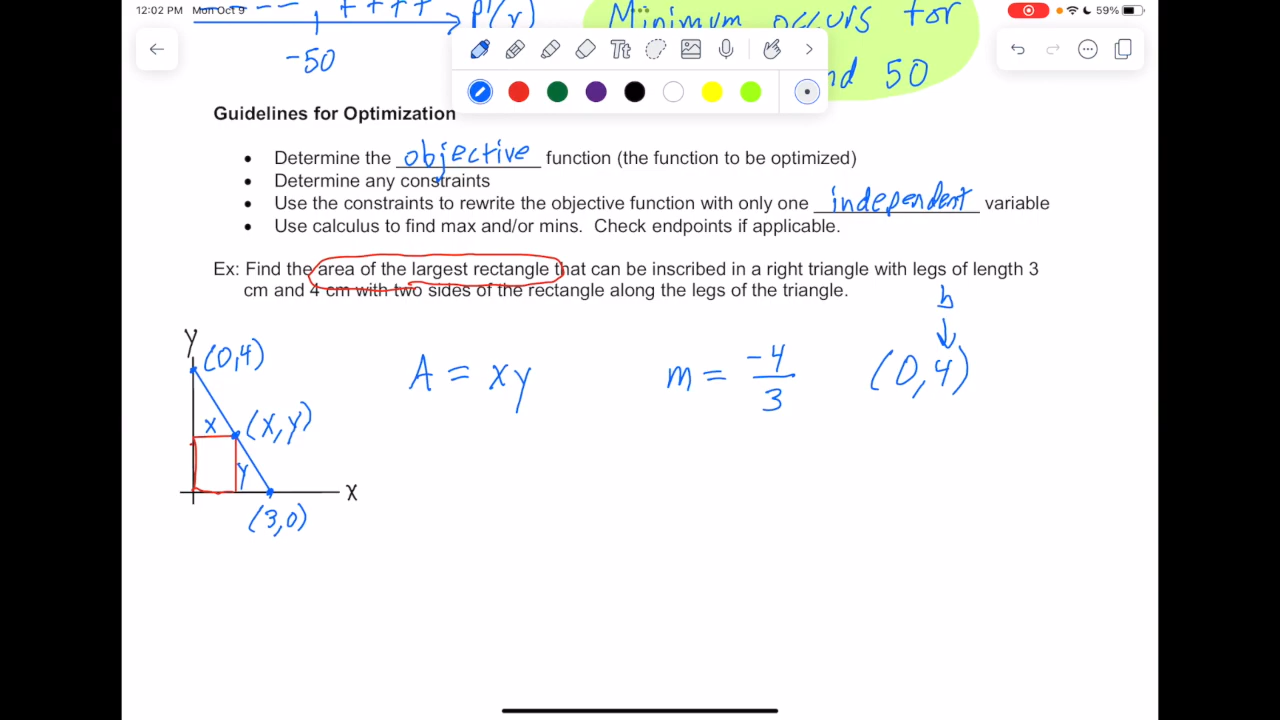 12:02 PM Mon Oct 9
59%
- - - - , + + + + P'(r)
Minimum occurs for
-50
nd 50
Tt
Guidelines for Optimization
• Determine the objective function (the function to be optimized)
• Determine any constraints
• Use the constraints to rewrite the objective function with only one independent variable
• Use calculus to find max and/or mins. Check endpoints if applicable.
Ex: Find the area of the largest rectangle that can be inscribed in a right triangle with legs of length 3
cm and 4 cm with two sides of the rectangle along the legs of the triangle.
b
↓
y
(0,4)
A = xy
m = -4/3
(0,4)
x
(x,y)
y
x
(3,0)